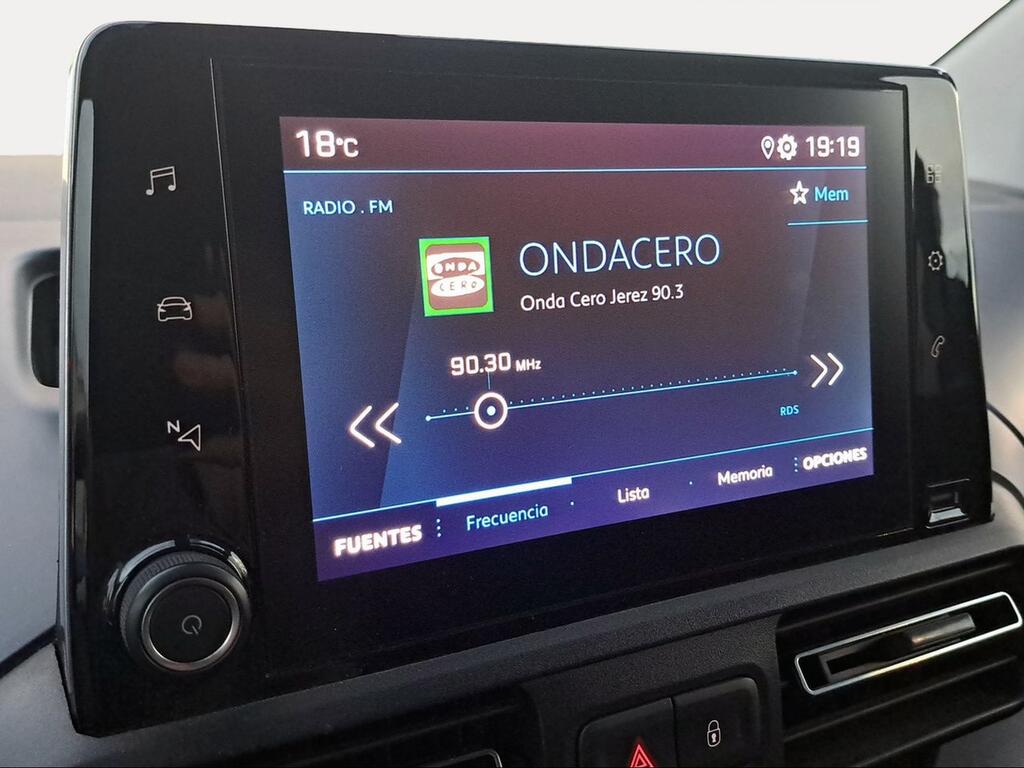 18°C
19:19
RADIO . FM
Mem
ONDA
CERO
ONDACERO
Onda Cero Jerez 90.3
90.30 MHz
RDS
FUENTES
Frecuencia
Lista
Memoria
OPCIONES
N